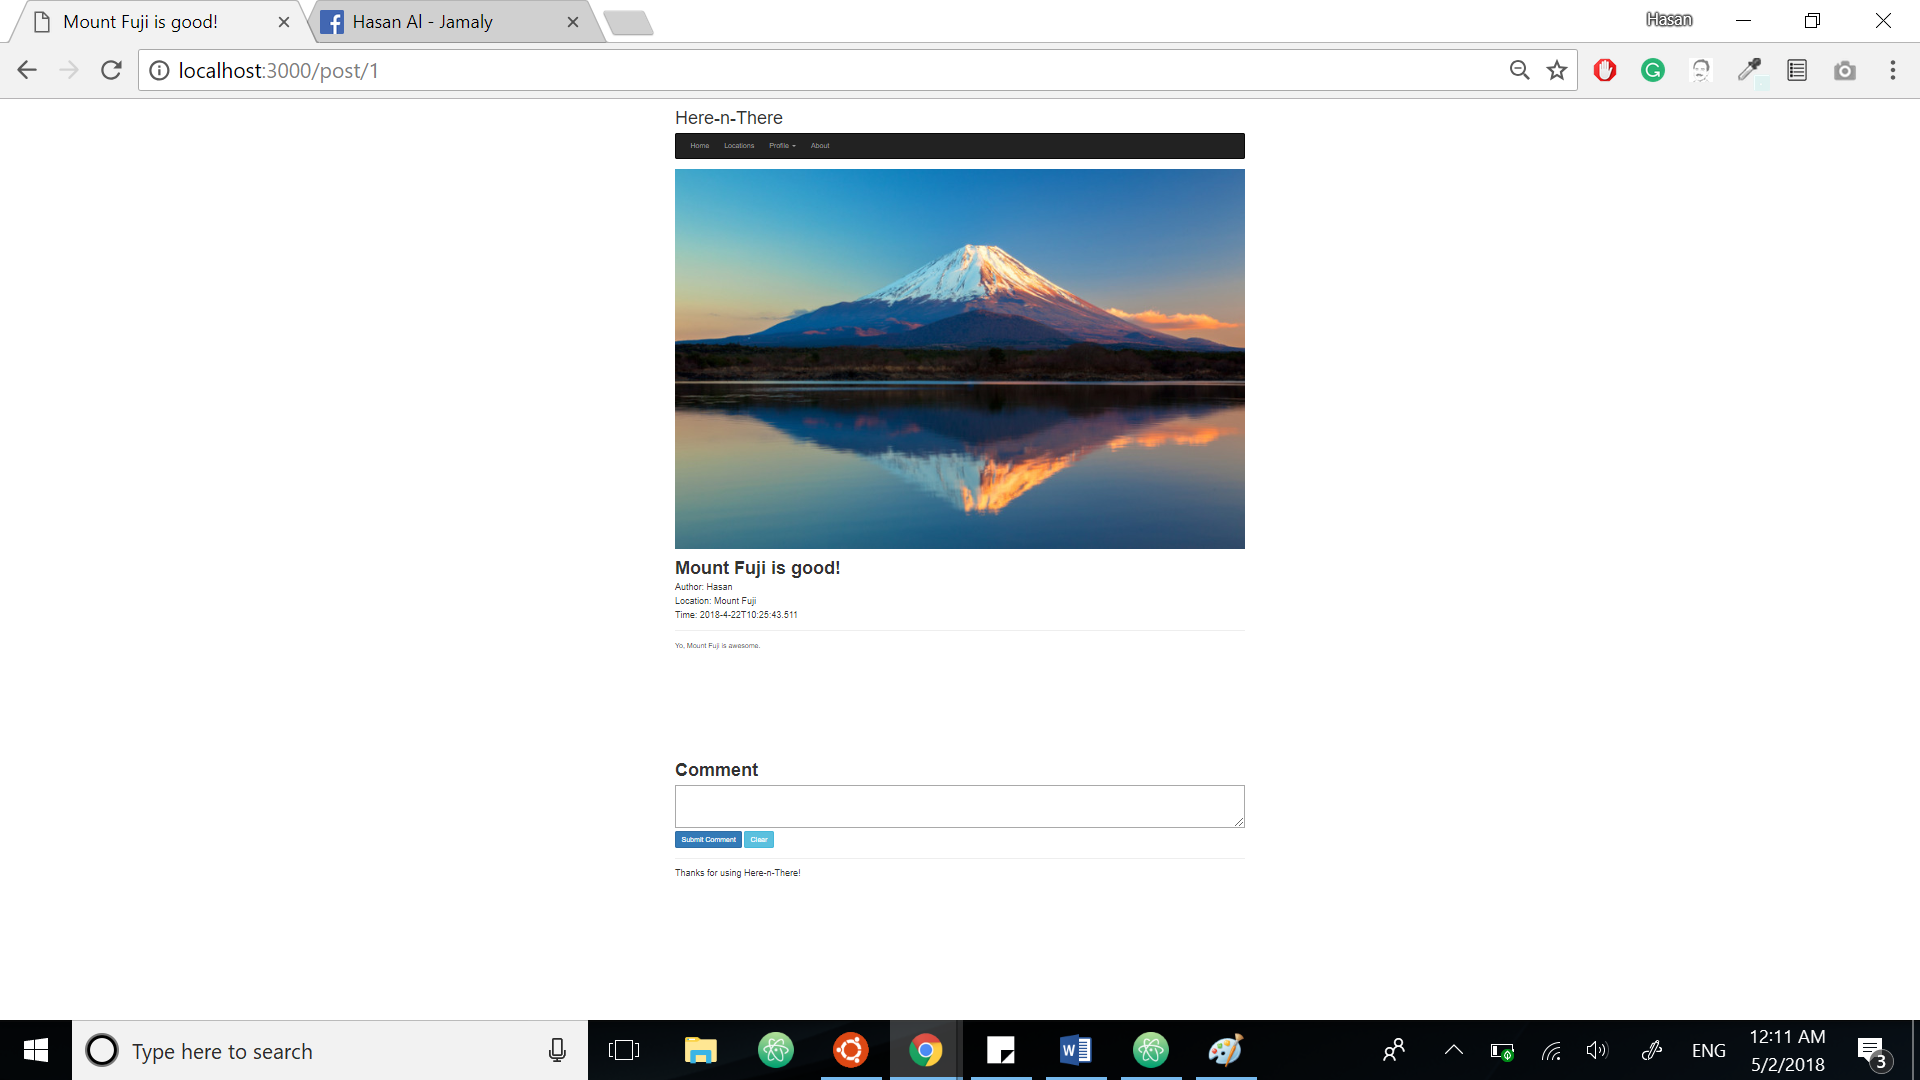 Mount Fuji is good!
Hasan Al - Jamaly
Hasan
localhost:3000/post/1
Here-n-There
Home Locations Profile About
Mount Fuji is good!
Author: Hasan
Location: Mount Fuji
Time: 2018-4-22T10:25:43.511
Yo, Mount Fuji is awesome.
Comment
Submit Comment Clear
Thanks for using Here-n-There!
Type here to search
ENG
12:11 AM
5/2/2018
3